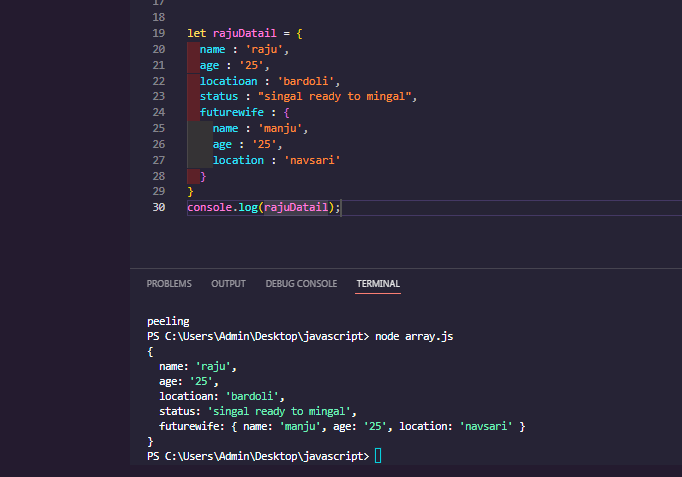 17
18
19 let rajuDatail = {
20 name : 'raju',
21 age : '25',
22 locatioan : 'bardoli',
23 status : "singal ready to mingal",
24 futurewife : {
25 name : 'manju',
26 age : '25',
27 location : 'navsari'
28 }
29 }
30 console.log(rajuDatail);
PROBLEMS OUTPUT DEBUG CONSOLE TERMINAL
peeling
PS C:\Users\Admin\Desktop\javascript> node array.js
{
name: 'raju',
age: '25',
locatioan: 'bardoli',
status: 'singal ready to mingal',
futurewife: { name: 'manju', age: '25', location: 'navsari' }
}
PS C:\Users\Admin\Desktop\javascript>